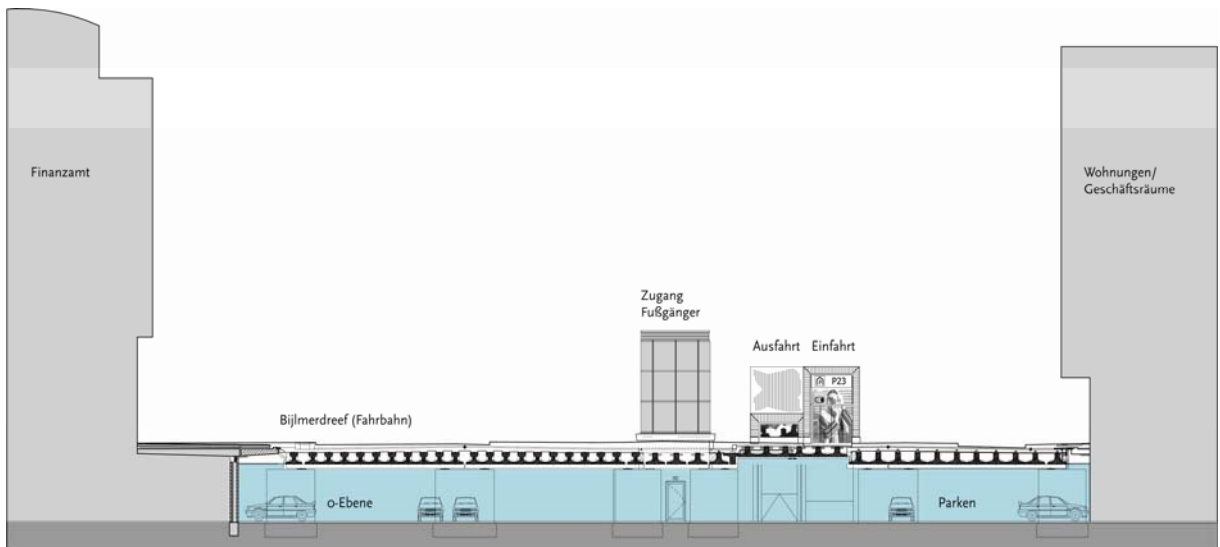 Finanzamt
Wohnungen/
Geschäftsräume
Zugang
Fußgänger
Ausfahrt
Einfahrt
P23
Bijlmerdreef (Fahrbahn)
0-Ebene
Parken